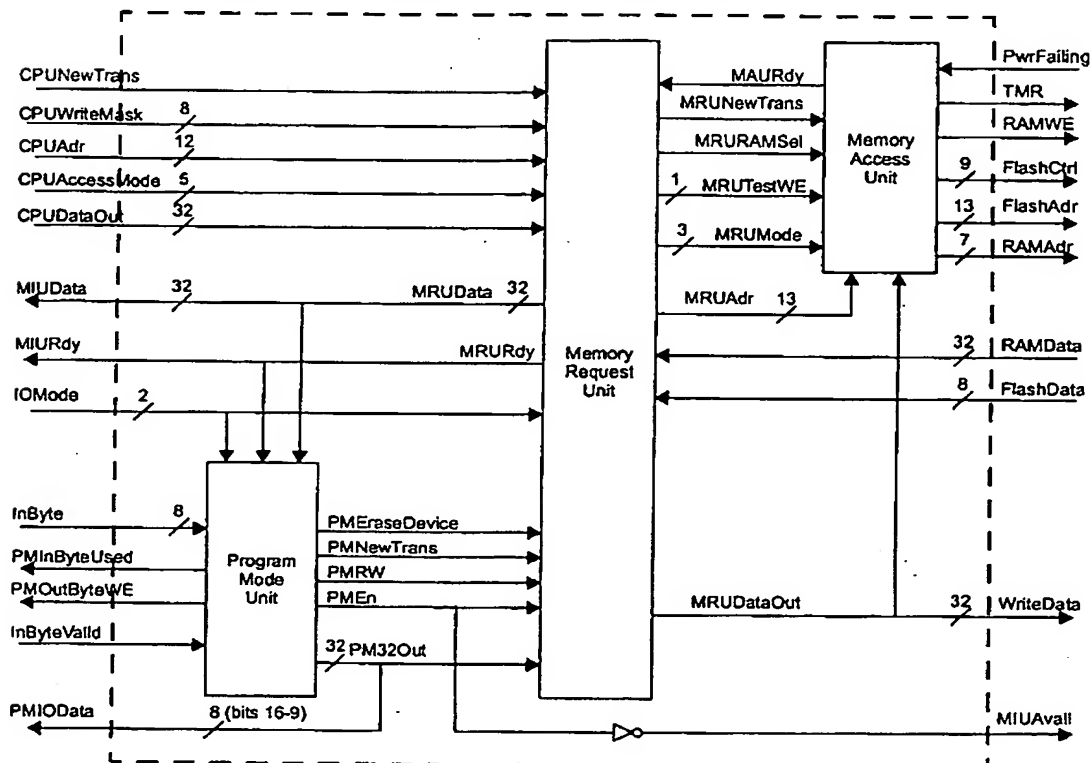 CPUNewTrans
CPUWriteMask
8
CPUAdr
12
CPUAccessMode
5
CPUDataOut
32
MIUData
32
MRUData
32
MIURdy
MRURdy
IOMode
2
InByte
8
PMInByteUsed
PMOutByteWE
InByteValid
PMIOData
8 (bits 16-9)
Program
Mode
Unit
PMEraseDevice
PMNewTrans
PMRW
PMEn
32
PM32Out
Memory
Request
Unit
MAURdy
MRUNewTrans
MRURAMSel
1
MRUTestWE
3
MRUMode
MRUAdr
13
Memory
Access
Unit
PwrFailing
TMR
RAMWE
9
FlashCtrl
13
FlashAdr
7
RAMAdr
32
RAMData
8
FlashData
MRUDataOut
32
WriteData
MIUAvail